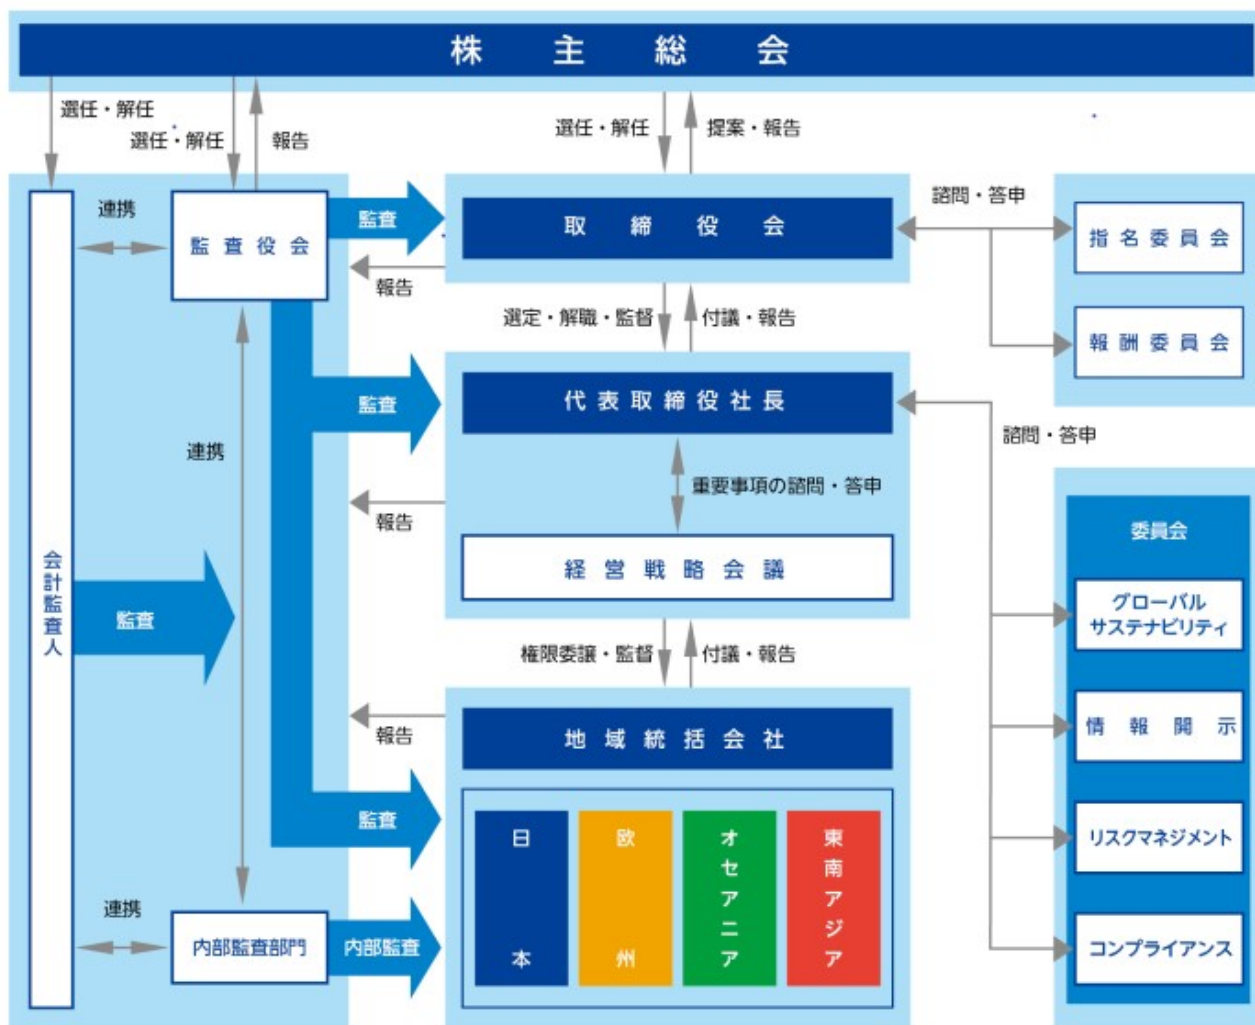 株主総会
選任・解任
選任・解任
報告
選任・解任
提案・報告
連携
監査役会
監査
取締役会
諮問・答申
指名委員会
報告
選定・解職・監督
付議・報告
報酬委員会
監査
代表取締役社長
諮問・答申
連携
重要事項の諮問・答申
報告
経営戦略会議
委員会
会計監査人
監査
グローバル
サステナビリティ
権限委譲・監督
付議・報告
報告
地域統括会社
情報開示
監査
日本
欧州
オセアニア
東南アジア
リスクマネジメント
連携
内部監査部門
内部監査
コンプライアンス